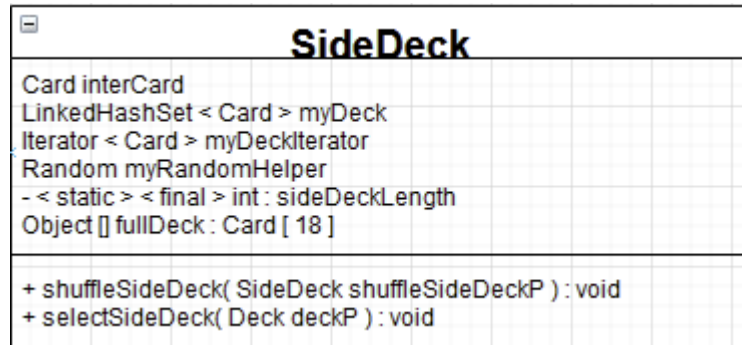 SideDeck
Card interCard
LinkedHashSet < Card > myDeck
Iterator < Card > myDeckIterator
Random myRandomHelper
- < static > < final > int : sideDeckLength
Object [] fullDeck : Card [ 18 ]
+ shuffleSideDeck( SideDeck shuffleSideDeckP ) : void
+ selectSideDeck( Deck deckP ) : void